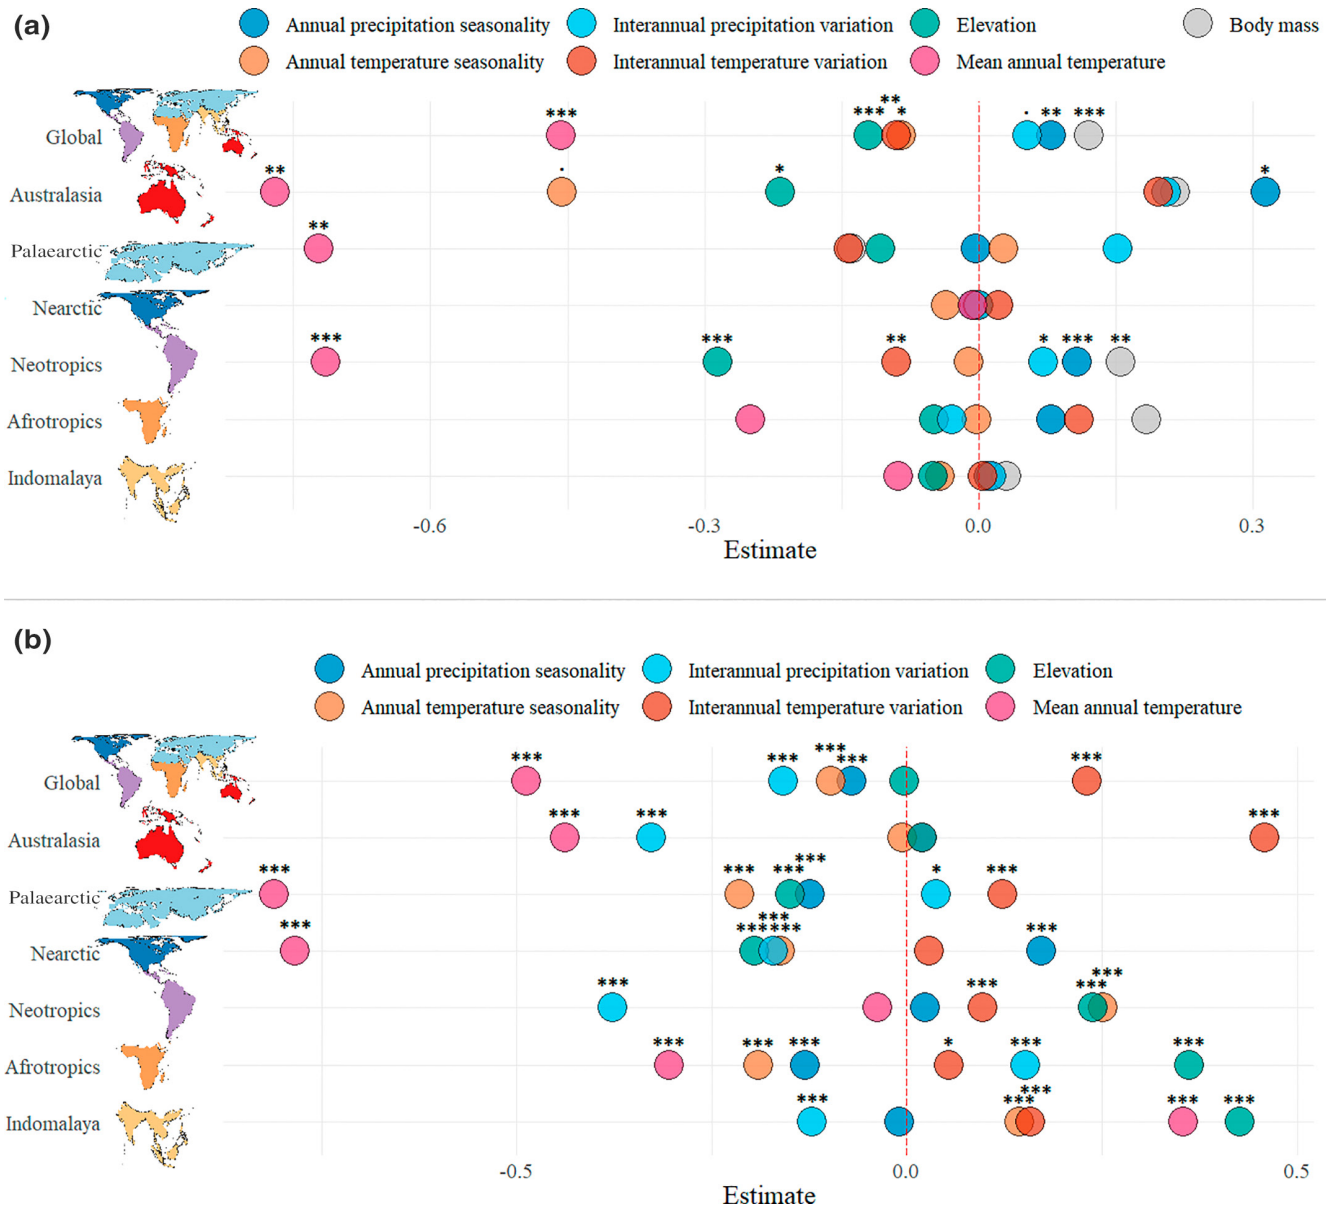 (a)
Annual precipitation seasonality Interannual precipitation variation Elevation Body mass
Annual temperature seasonality Interannual temperature variation Mean annual temperature
**
*** *** * . ** ***
Global
** . * *
Australasia
**
Palaearctic
Nearctic
*** *** ** * *** **
Neotropics
Afrotropics
Indomalaya
-0.6 -0.3 0.0 0.3
Estimate
(b)
Annual precipitation seasonality Interannual precipitation variation Elevation
Annual temperature seasonality Interannual temperature variation Mean annual temperature
***
*** *** *** ***
Global
*** *** ***
Australasia
***
*** *** *** * ***
Palaearctic
***
*** *** *** ***
Nearctic
***
*** *** ***
Neotropics
*** *** *** * *** ***
Afrotropics
***
*** *** *** ***
Indomalaya
-0.5 0.0 0.5
Estimate